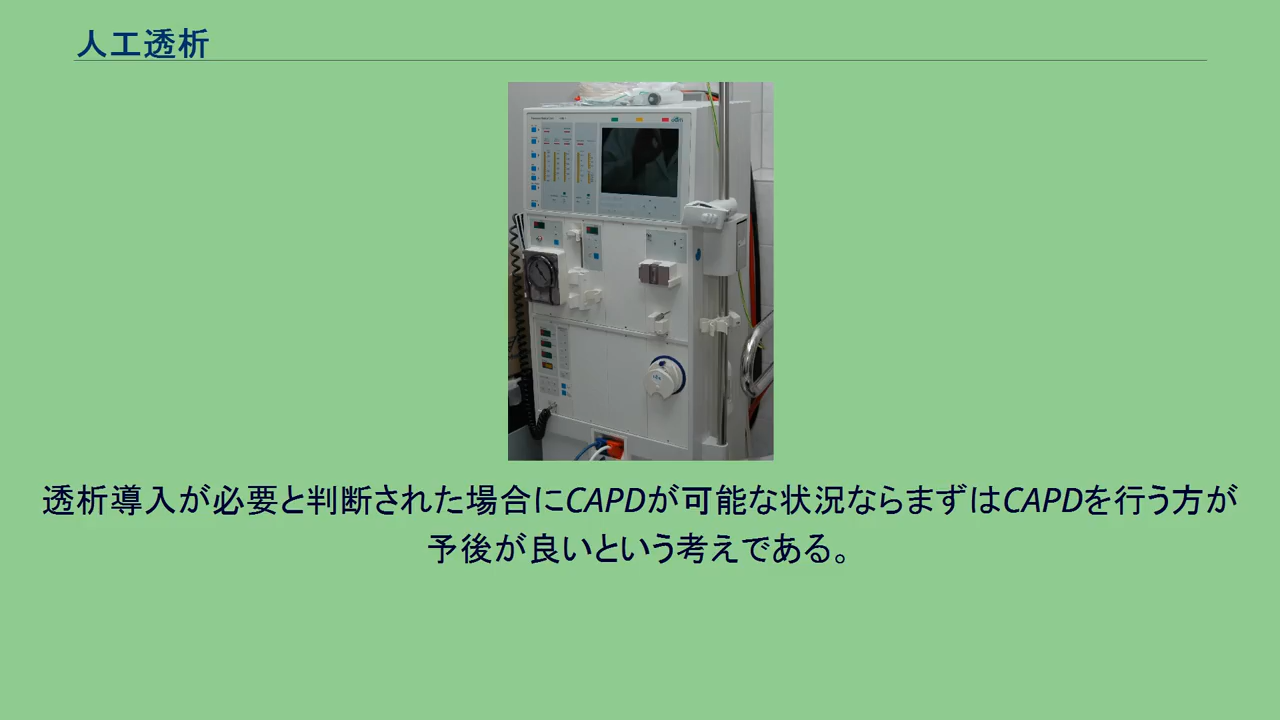 人工透析
透析導入が必要と判断された場合にCAPDが可能な状況ならまずはCAPDを行う方が
予後が良いという考えである。